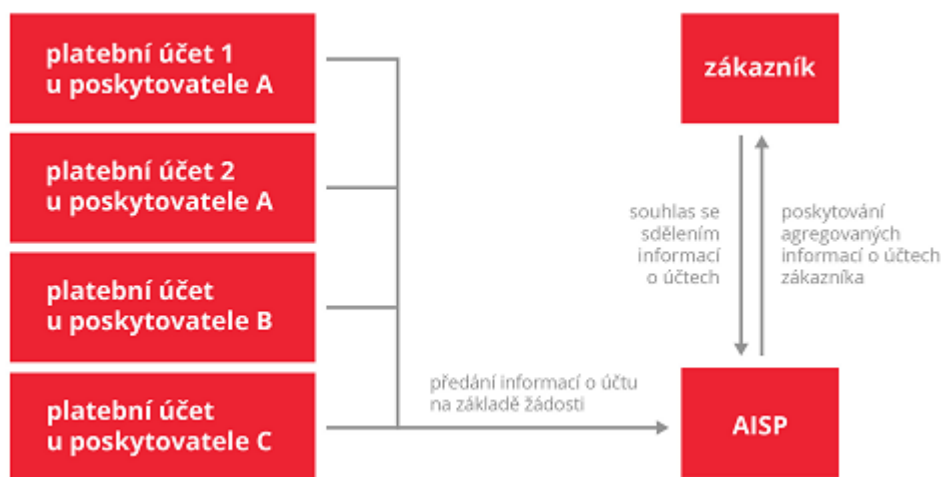 platební účet 1
u poskytovatele A
platební účet 2
u poskytovatele A
platební účet
u poskytovatele B
platební účet
u poskytovatele C
předání informací o účtu
na základě žádosti
zákazník
souhlas se
sdělením
informací
o účtech
poskytování
agregovaných
informací o účtech
zákazníka
AISP